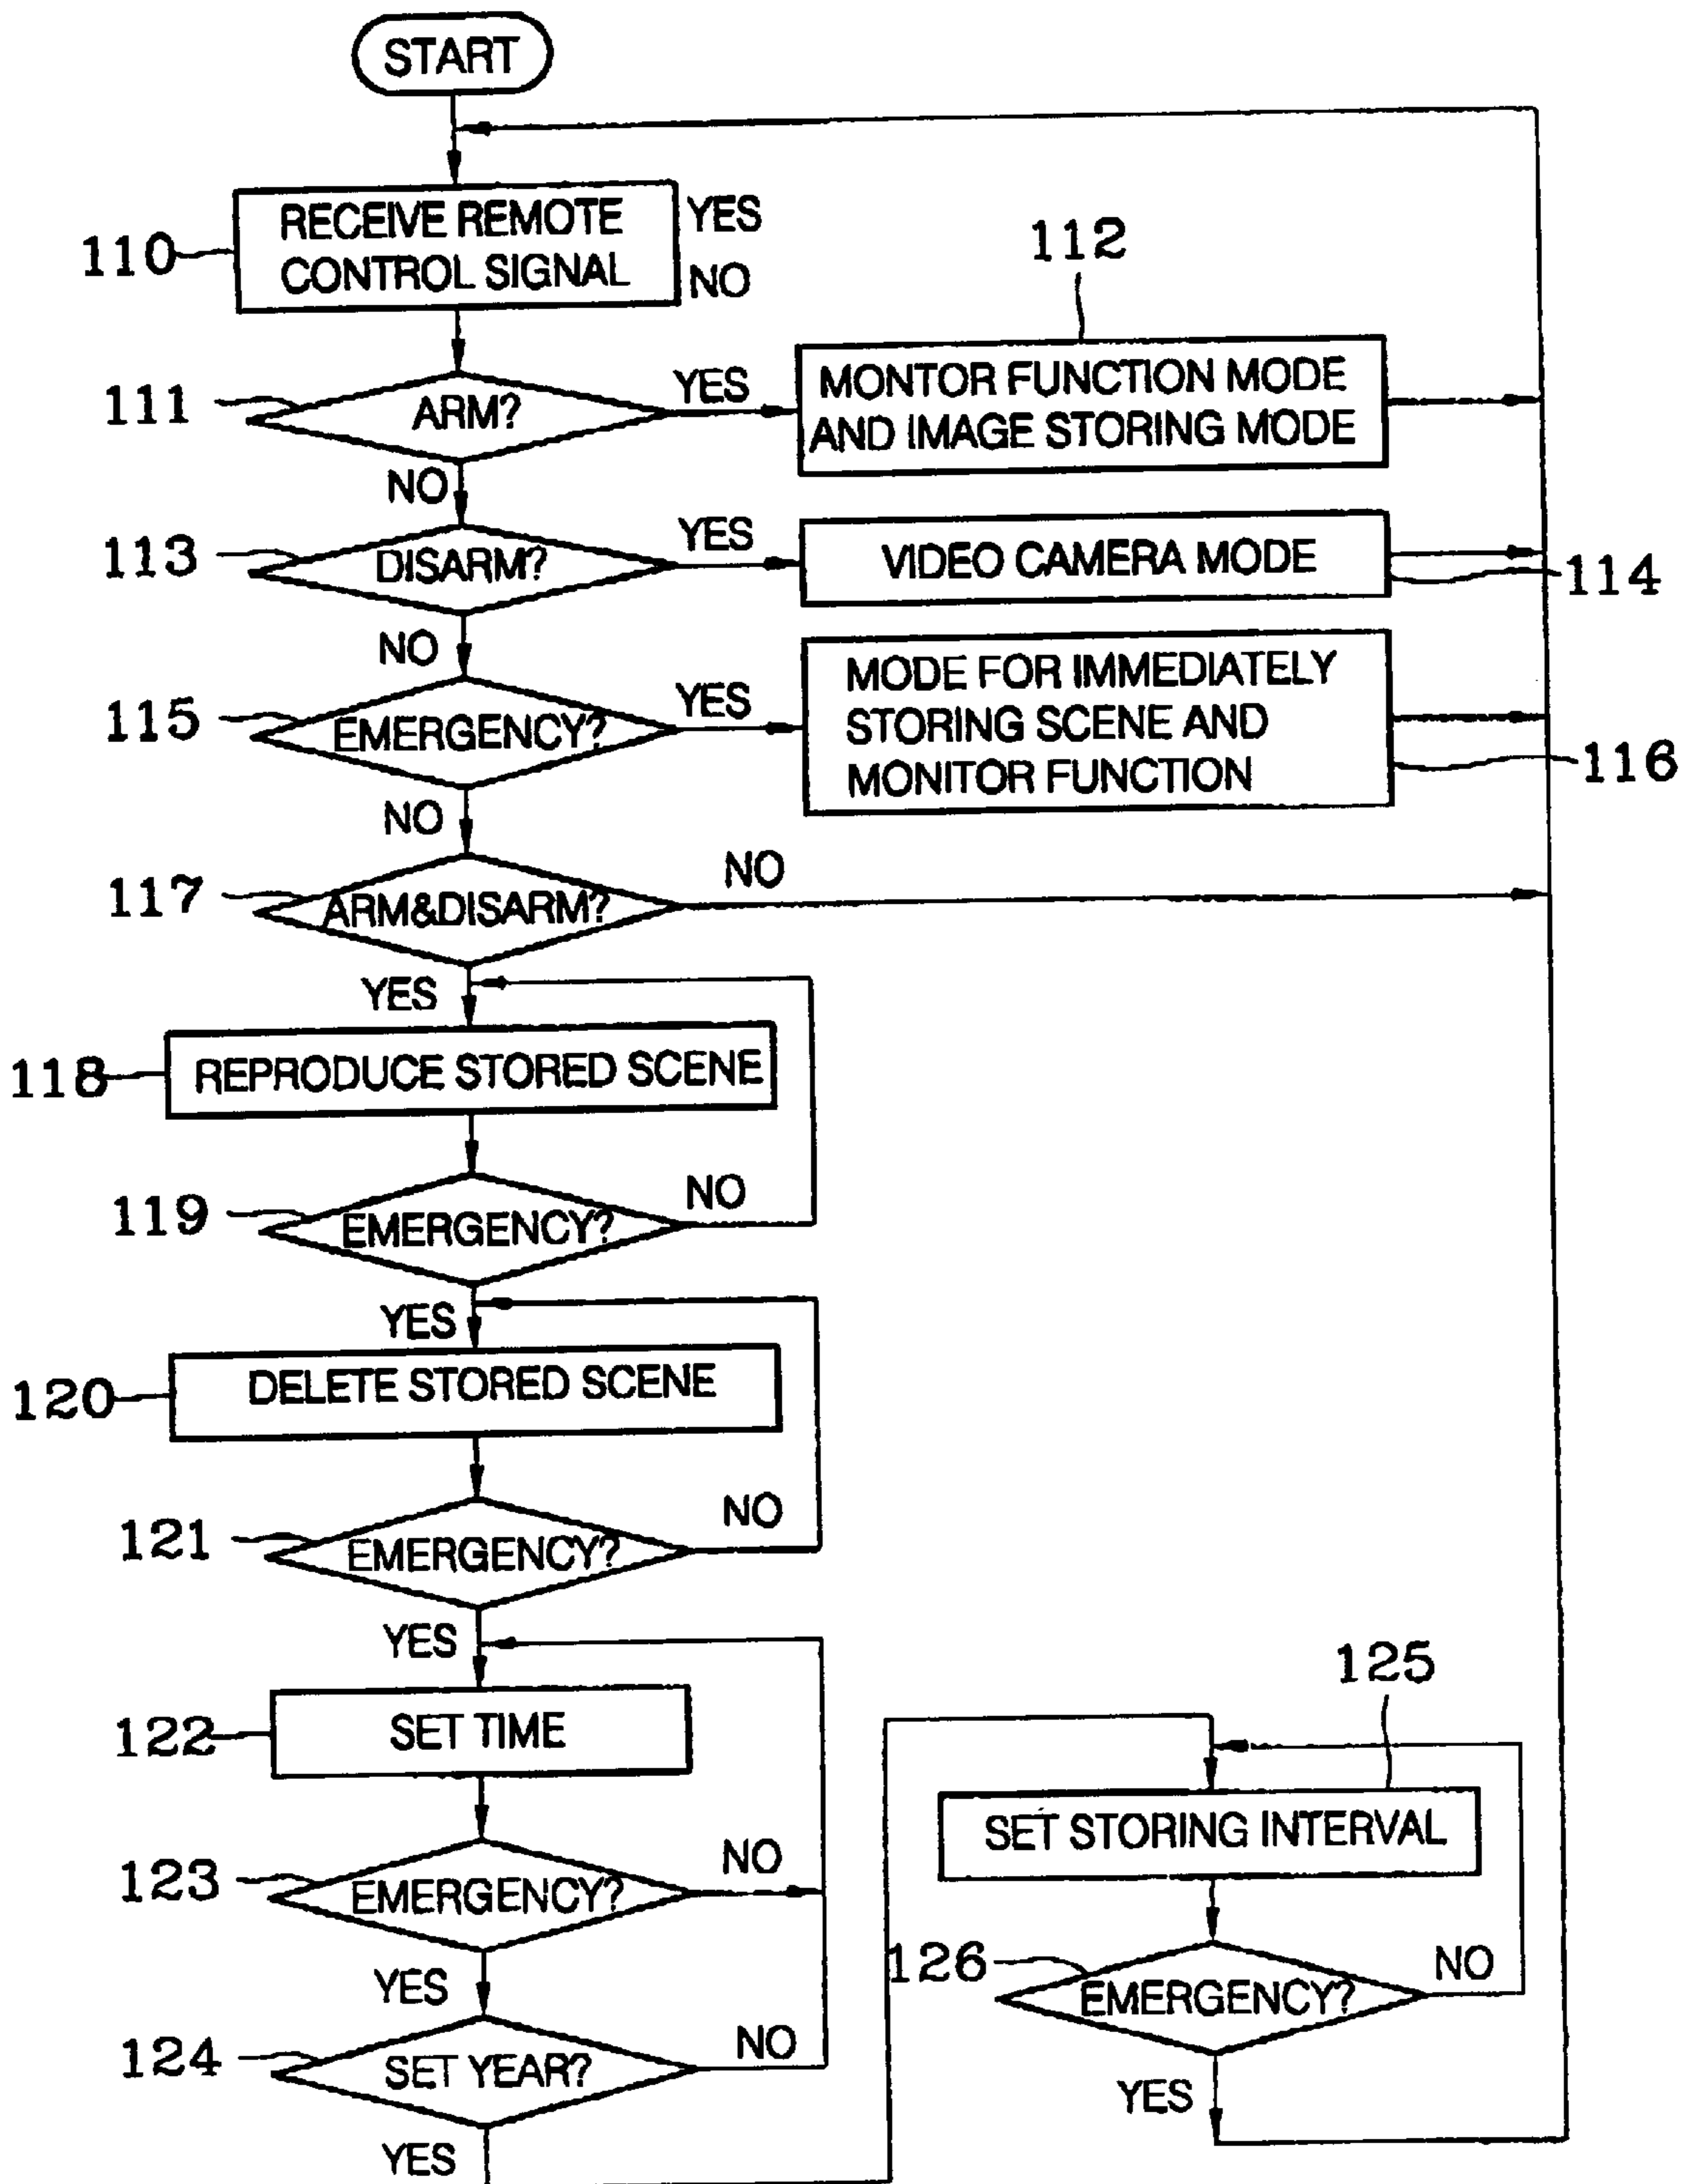 START
RECEIVE REMOTE
CONTROL SIGNAL
YES
NO
110
112
111
ARM?
YES
MONTOR FUNCTION MODE
AND IMAGE STORING MODE
NO
113
DISARM?
YES
VIDEO CAMERA MODE
114
NO
115
EMERGENCY?
YES
MODE FOR IMMEDIATELY
STORING SCENE AND
MONITOR FUNCTION
116
NO
117
ARM&DISARM?
NO
YES
118
REPRODUCE STORED SCENE
119
EMERGENCY?
NO
YES
120
DELETE STORED SCENE
121
EMERGENCY?
NO
YES
122
SET TIME
123
EMERGENCY?
NO
YES
124
SET YEAR?
NO
YES
125
SET STORING INTERVAL
126
EMERGENCY?
NO
YES